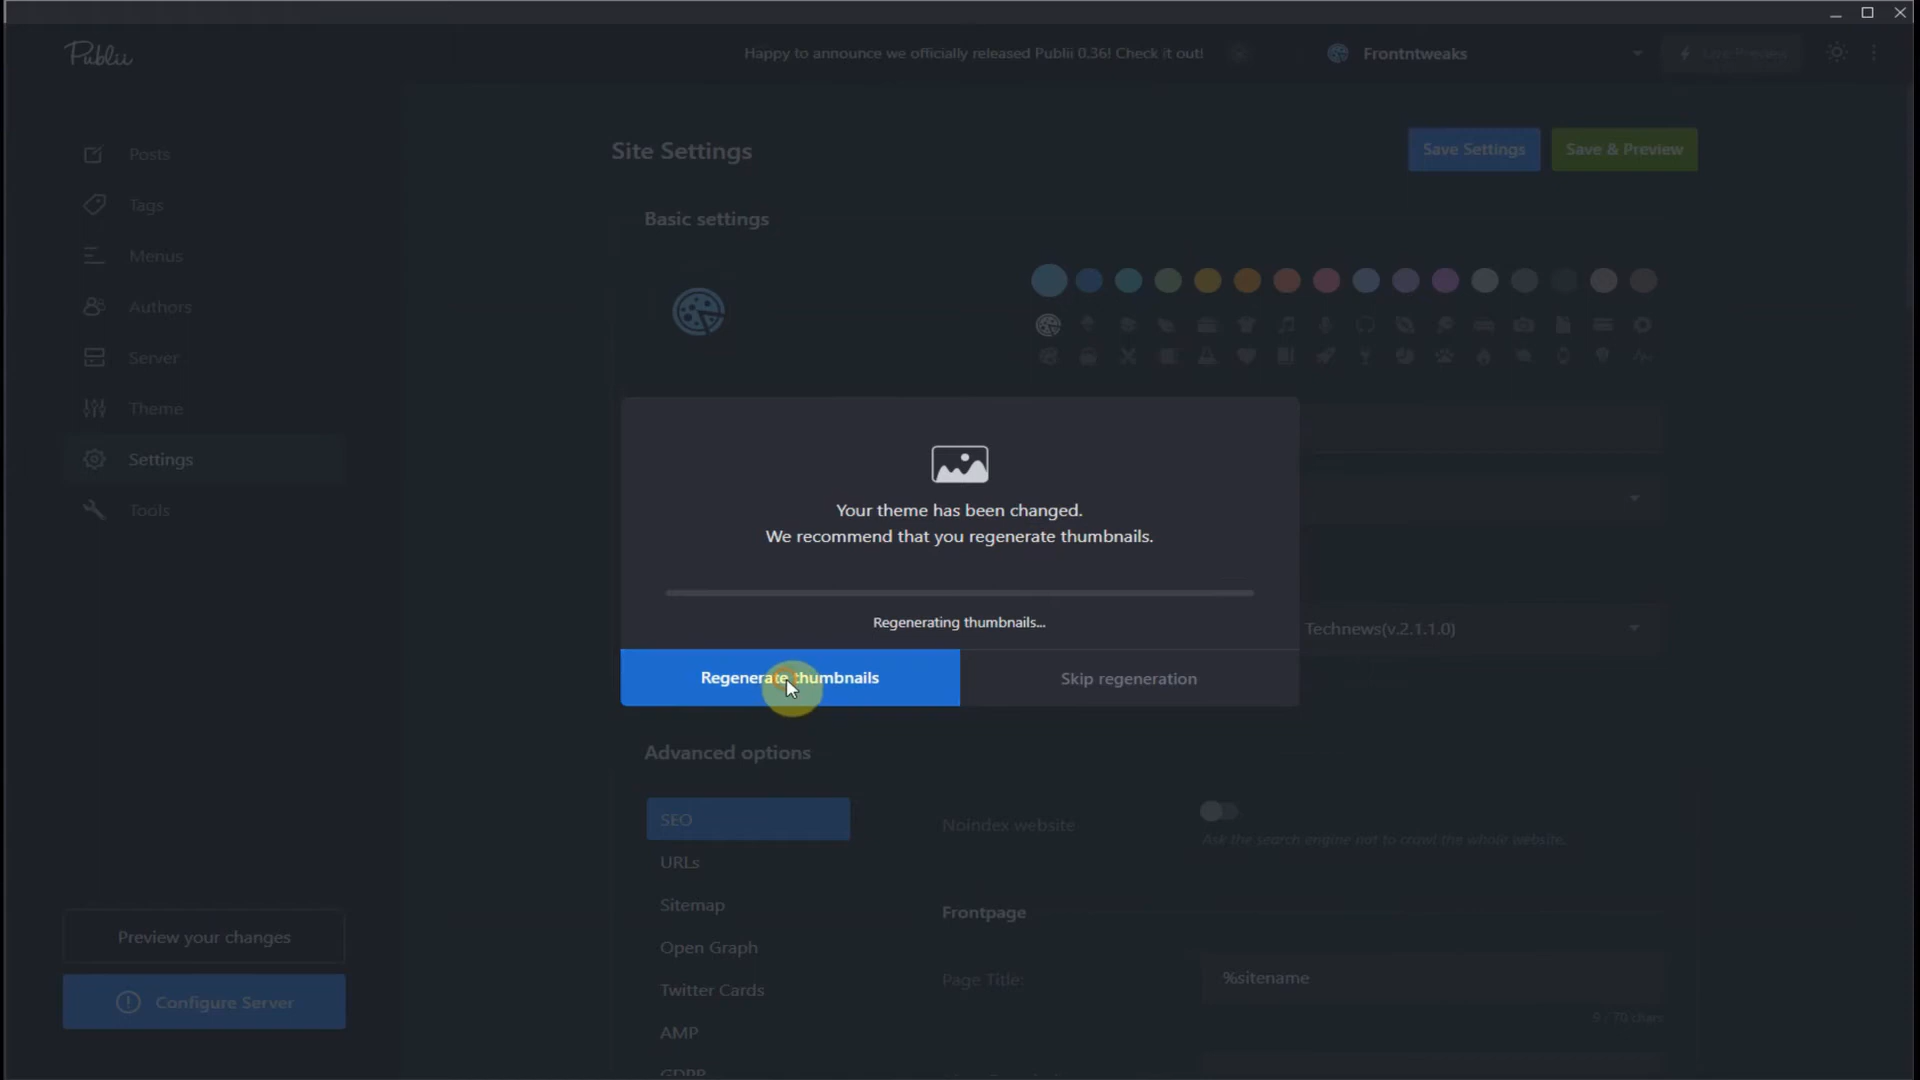 Publii
Happy to announce we officially released Publii 0.36! Check it out!
Frontntweaks
Live Preview
Posts
Tags
Menus
Authors
Server
Theme
Settings
Tools
Preview your changes
Configure Server
Site Settings
Save Settings
Save & Preview
Basic settings
Your theme has been changed.
We recommend that you regenerate thumbnails.
Regenerating thumbnails...
Regenerate thumbnails
Skip regeneration
Technews(v.2.1.1.0)
Advanced options
SEO
URLs
Sitemap
Open Graph
Twitter Cards
AMP
GDPR
Noindex website
Ask the search engine not to crawl the whole website.
Frontpage
Page Title:
%sitename
9 / 70 chars